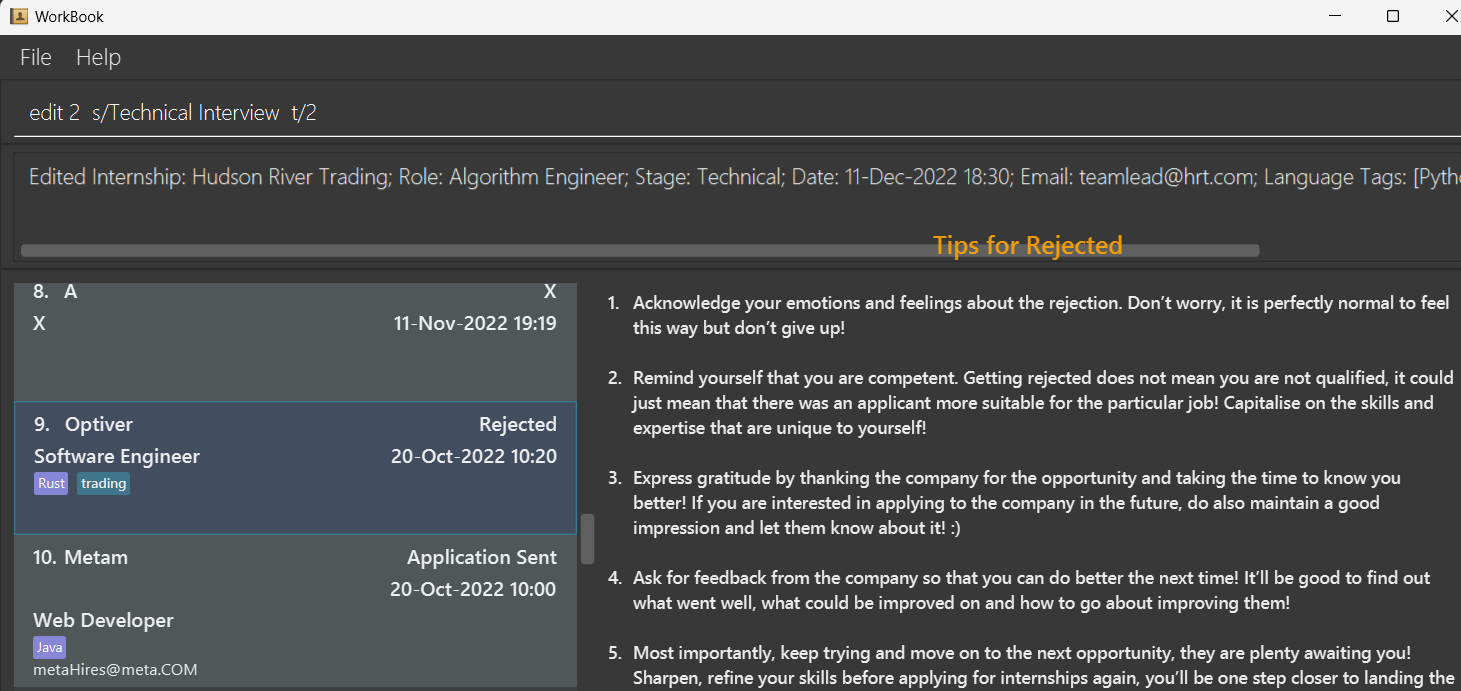 WorkBook
File Help
edit 2 s/Technical Interview t/2
Edited Internship: Hudson River Trading; Role: Algorithm Engineer; Stage: Technical; Date: 11-Dec-2022 18:30; Email: teamlead@hrt.com; Language Tags: [Pytho
Tips for Rejected
8. A X
X 11-Nov-2022 19:19
9. Optiver Rejected
Software Engineer 20-Oct-2022 10:20
Rust trading
10. Metam Application Sent
20-Oct-2022 10:00
Web Developer
Java
metaHires@meta.COM
1. Acknowledge your emotions and feelings about the rejection. Don’t worry, it is perfectly normal to feel
this way but don’t give up!
2. Remind yourself that you are competent. Getting rejected does not mean you are not qualified, it could
just mean that there was an applicant more suitable for the particular job! Capitalise on the skills and
expertise that are unique to yourself!
3. Express gratitude by thanking the company for the opportunity and taking the time to know you
better! If you are interested in applying to the company in the future, do also maintain a good
impression and let them know about it! :)
4. Ask for feedback from the company so that you can do better the next time! It’ll be good to find out
what went well, what could be improved on and how to go about improving them!
5. Most importantly, keep trying and move on to the next opportunity, they are plenty awaiting you!
Sharpen, refine your skills before applying for internships again, you’ll be one step closer to landing the